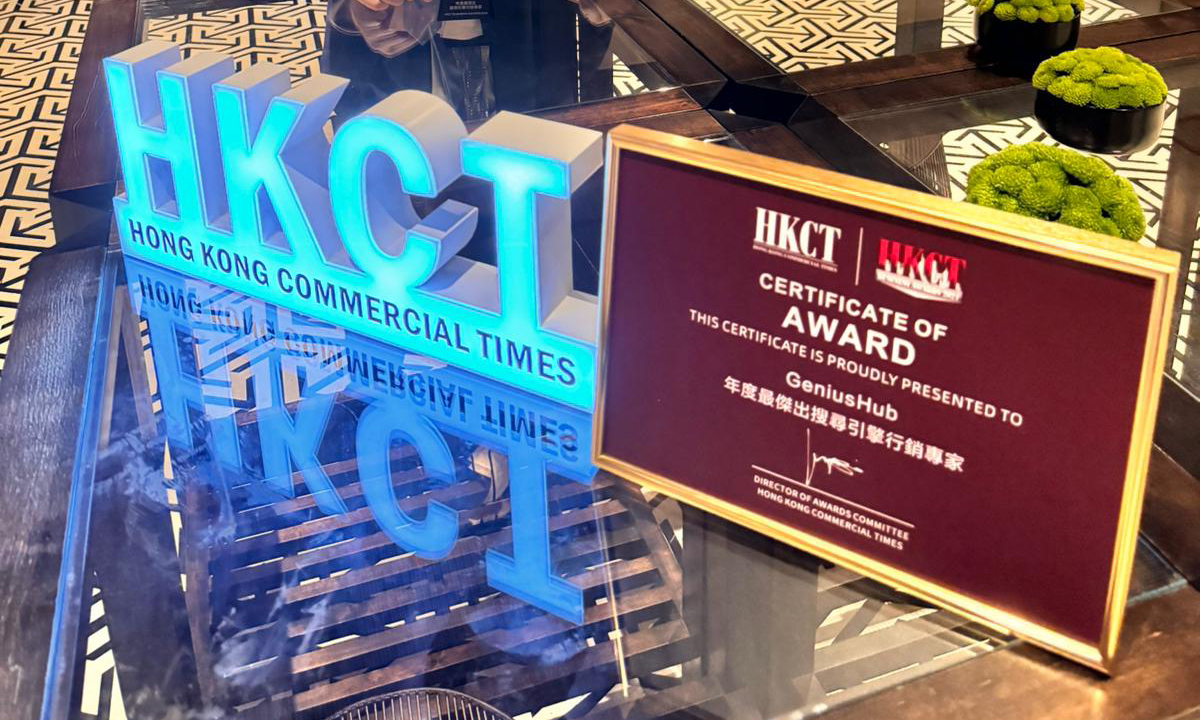 HKCT
HONG KONG COMMERCIAL TIMES
HKCT
HKCT
CERTIFICATE OF
AWARD
THIS CERTIFICATE IS PROUDLY PRESENTED TO
GeniusHub
年度最傑出搜尋引擎行銷專家
DIRECTOR OF AWARDS COMMITTEE
HONG KONG COMMERCIAL TIMES